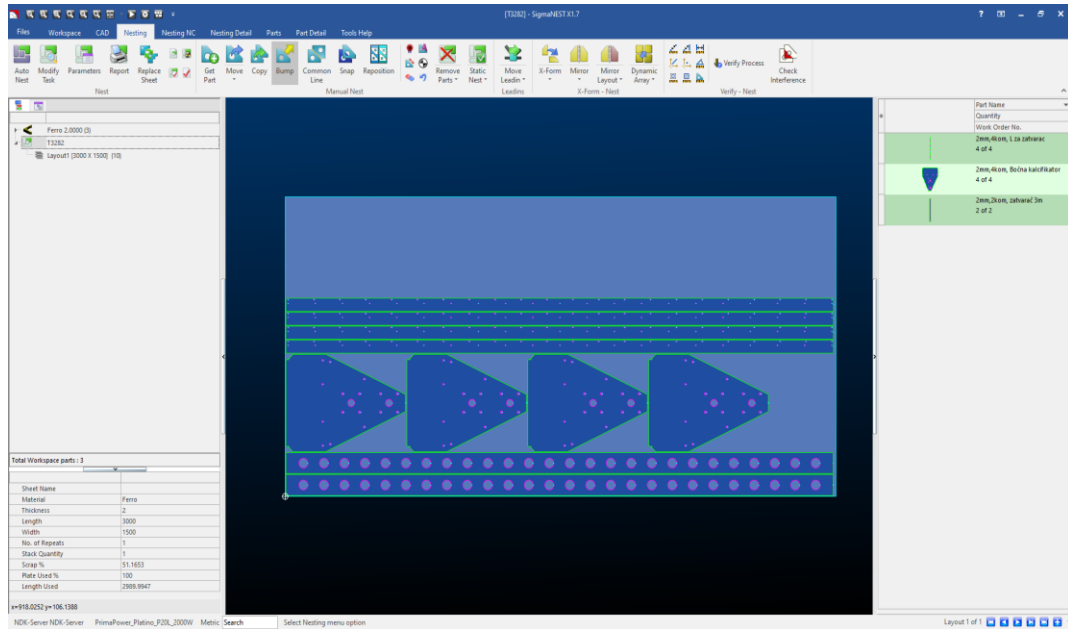 [T3282] - SigmaNEST X1.7
Files Workspace CAD Nesting Nesting NC Nesting Detail Parts Part Detail Tools Help
Auto Nest
Modify Task
Parameters
Report
Replace Sheet
Get Part
Move
Copy
Bump
Common Line
Snap
Reposition
Remove Parts
Static Nest
Move Leadin
X-Form
Mirror
Mirror Layout
Dynamic Array
Verify Process
Check Interference
Nest
Manual Nest
Leadins
X-Form - Nest
Verify - Nest
Ferro 2.0000 (3)
T3282
Layout1 [3000 X 1500] (10)
Part Name
Quantity
Work Order No.
2mm,4kom, L za zatvarac
4 of 4
2mm,4kom, Bočna kalcifikator
4 of 4
2mm,2kom, zatvarač 3m
2 of 2
Total Workspace parts : 3
Sheet Name
Material Ferro
Thickness 2
Length 3000
Width 1500
No. of Repeats 1
Stack Quantity 1
Scrap % 51.1653
Plate Used % 100
Length Used 2989.9947
x=918.0252 y=106.1388
NDK-Server NDK-Server PrimaPower_Platino_P20L_2000W Metric Search Select Nesting menu option Layout 1 of 1